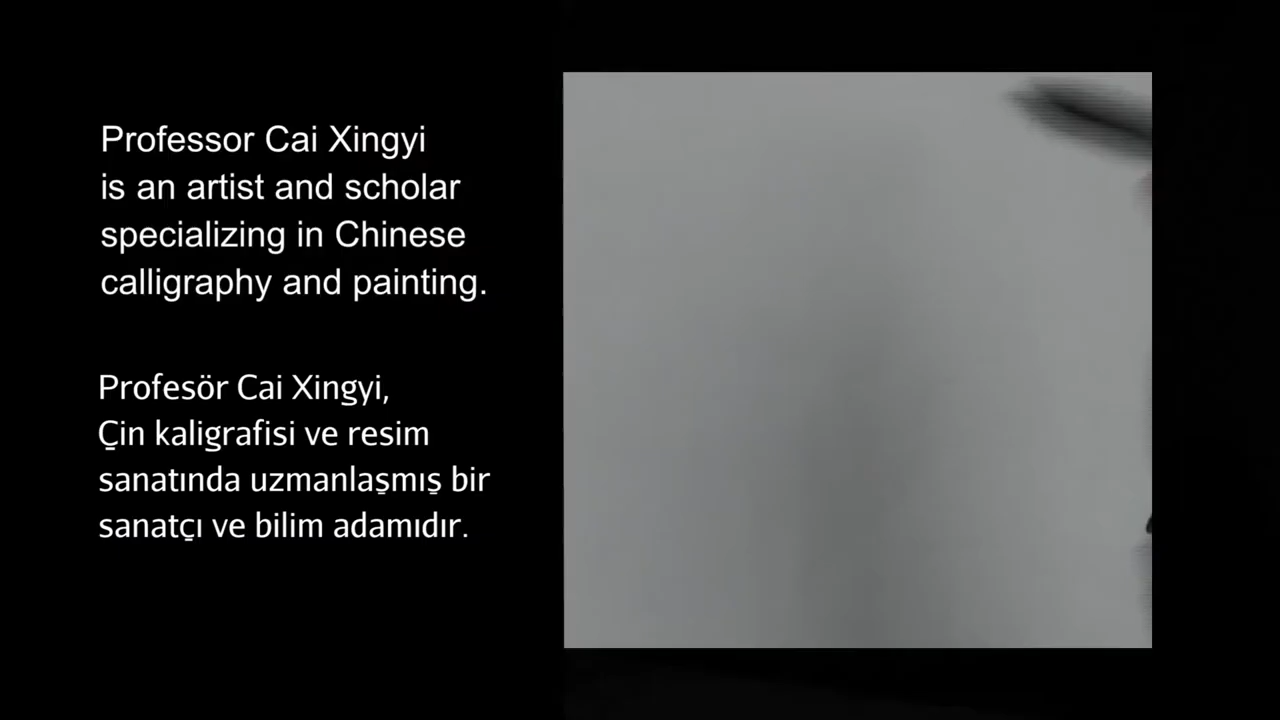 Professor Cai Xingyi
is an artist and scholar
specializing in Chinese
calligraphy and painting.
Profesör Cai Xingyi,
Çin kaligrafisi ve resim
sanatında uzmanlaşmış bir
sanatçı ve bilim adamıdır.